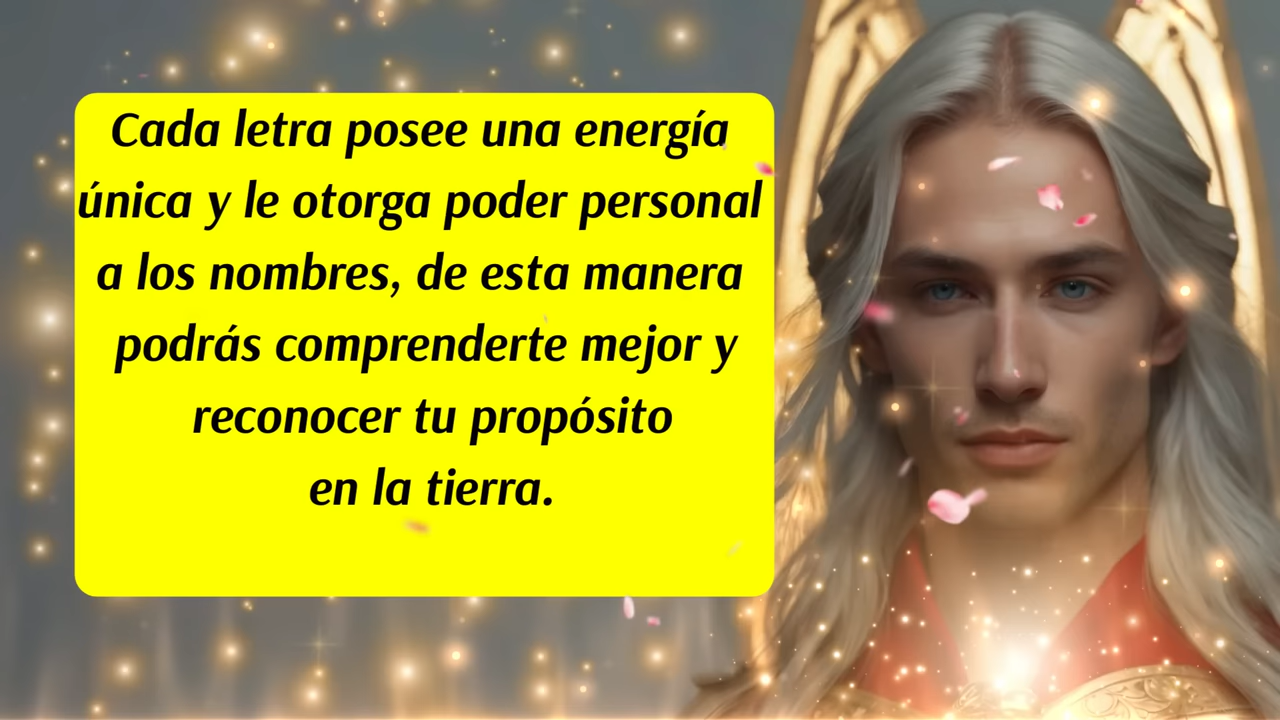 Cada letra posee una energía
única y le otorga poder personal
a los nombres, de esta manera
podrás comprenderte mejor y
reconocer tu propósito
en la tierra.